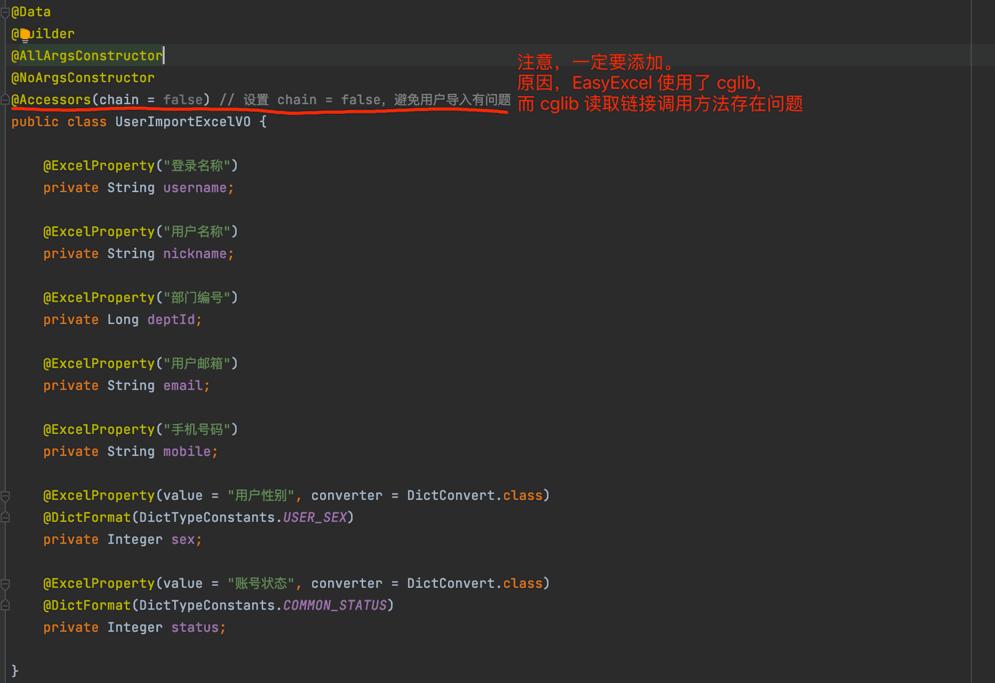 @Data
@Builder
@AllArgsConstructor
@NoArgsConstructor
@Accessors(chain = false) // 设置 chain = false，避免用户导入有问题
注意，一定要添加。
原因，EasyExcel 使用了 cglib，
而 cglib 读取链接调用方法存在问题
public class UserImportExcelVO {
@ExcelProperty("登录名称")
private String username;
@ExcelProperty("用户名称")
private String nickname;
@ExcelProperty("部门编号")
private Long deptId;
@ExcelProperty("用户邮箱")
private String email;
@ExcelProperty("手机号码")
private String mobile;
@ExcelProperty(value = "用户性别", converter = DictConvert.class)
@DictFormat(DictTypeConstants.USER_SEX)
private Integer sex;
@ExcelProperty(value = "账号状态", converter = DictConvert.class)
@DictFormat(DictTypeConstants.COMMON_STATUS)
private Integer status;
}